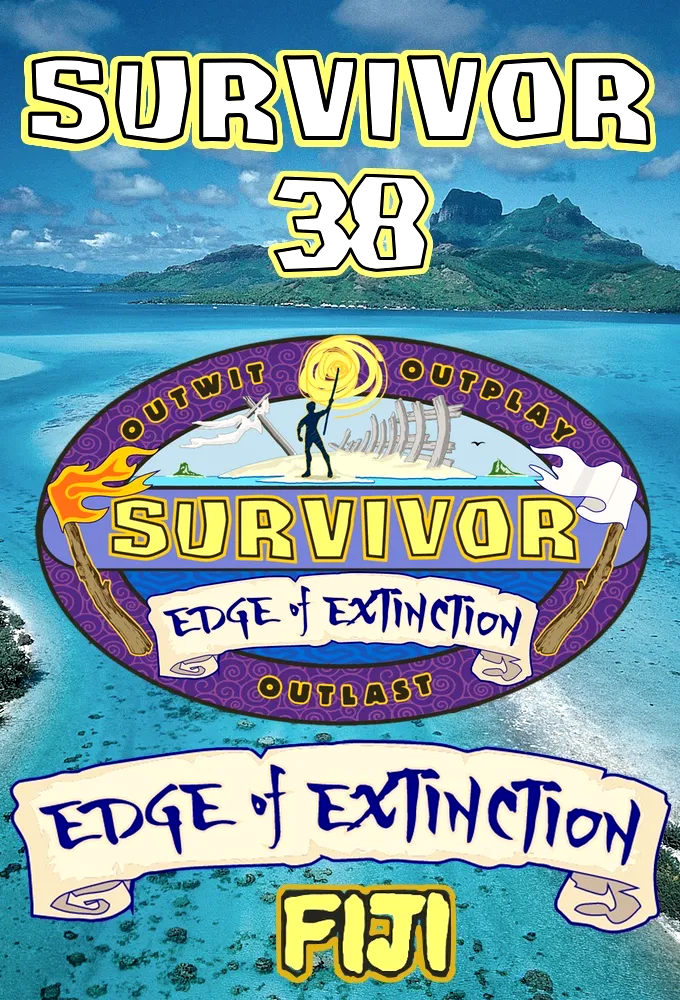 SURVIVOR
38
OUTWIT OUTPLAY
SURVIVOR
EDGE of EXTINCTION
OUTLAST
EDGE of EXTINCTION
FIJI